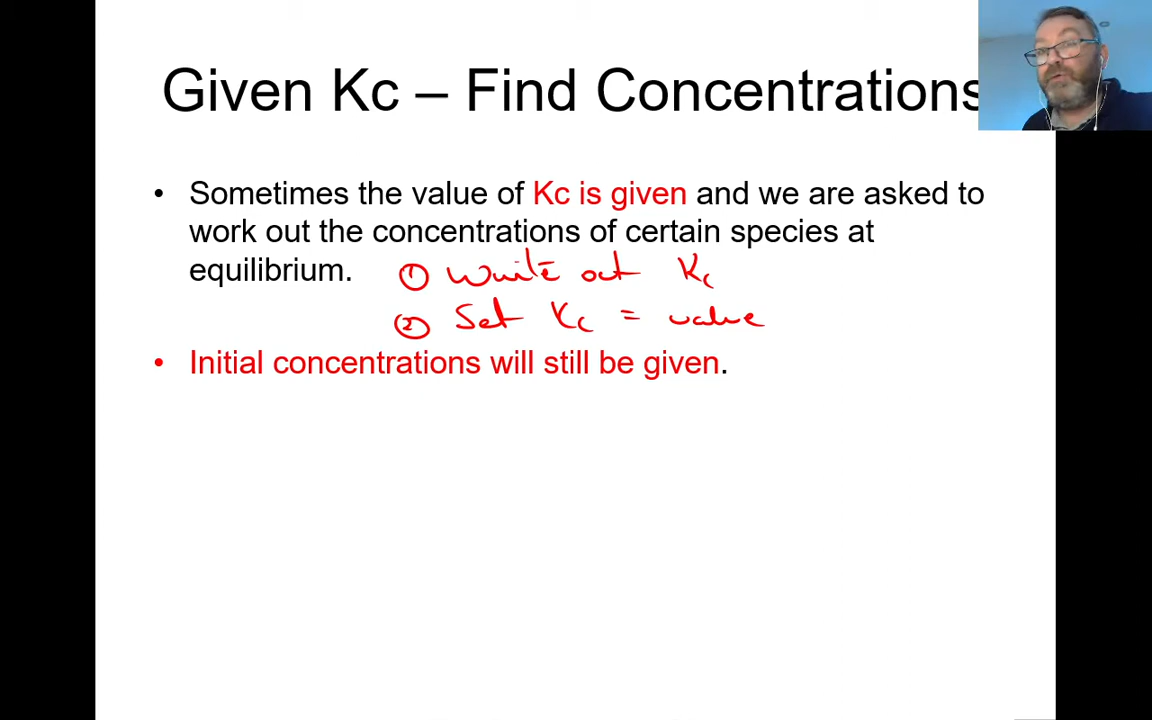 Given Kc – Find Concentrations
• Sometimes the value of Kc is given and we are asked to
work out the concentrations of certain species at
equilibrium.
① Write out Kc
② Set Kc = value
• Initial concentrations will still be given.